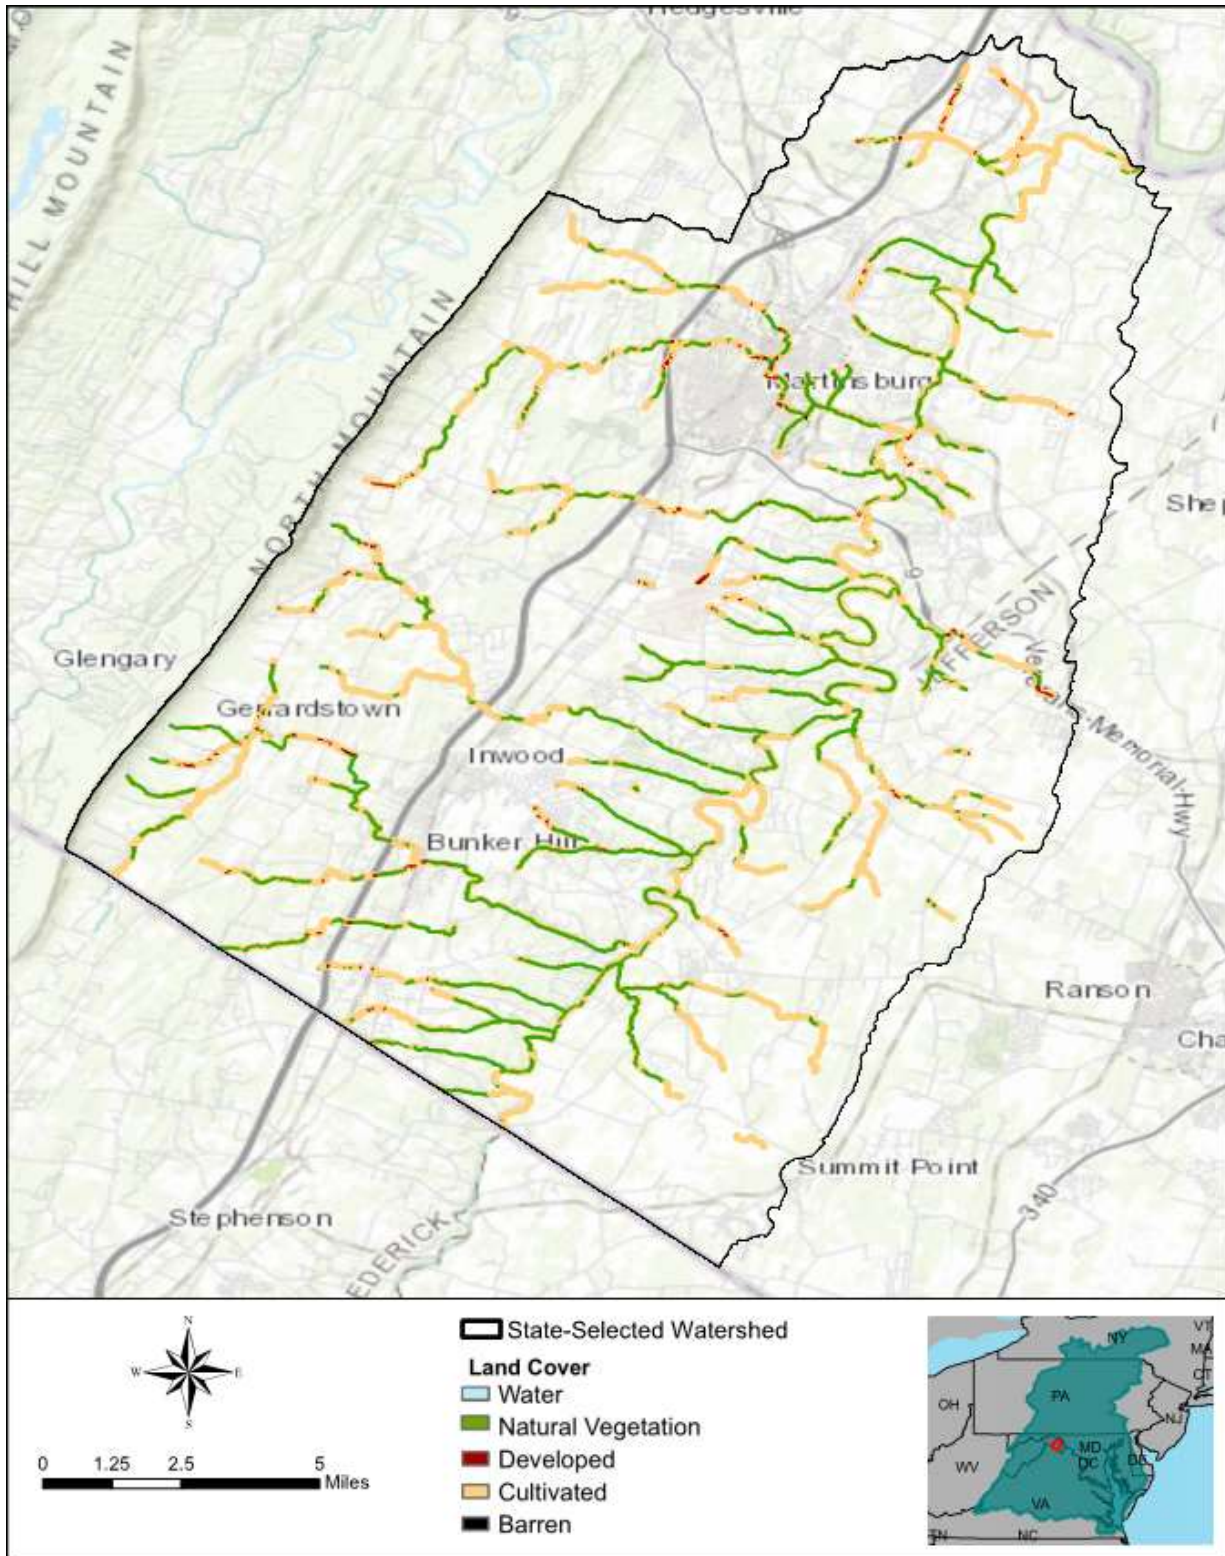 Hedgesville
HILL MOUNTAIN
NORTH MOUNTAIN
Martinsburg
Shep
JEFFERSON
Glengary
Gerrardstown
Veterans-Memorial-Hwy
Inwood
Bunker Hill
Ranson
Cha
Summit Point
340
Stephenson
EDERICK
N
W
E
S
0 1.25 2.5 5
Miles
State-Selected Watershed
Land Cover
Water
Natural Vegetation
Developed
Cultivated
Barren
NY
VT
MA
CT
PA
OH
NJ
MD
DC
DE
WV
VA
TN
NC